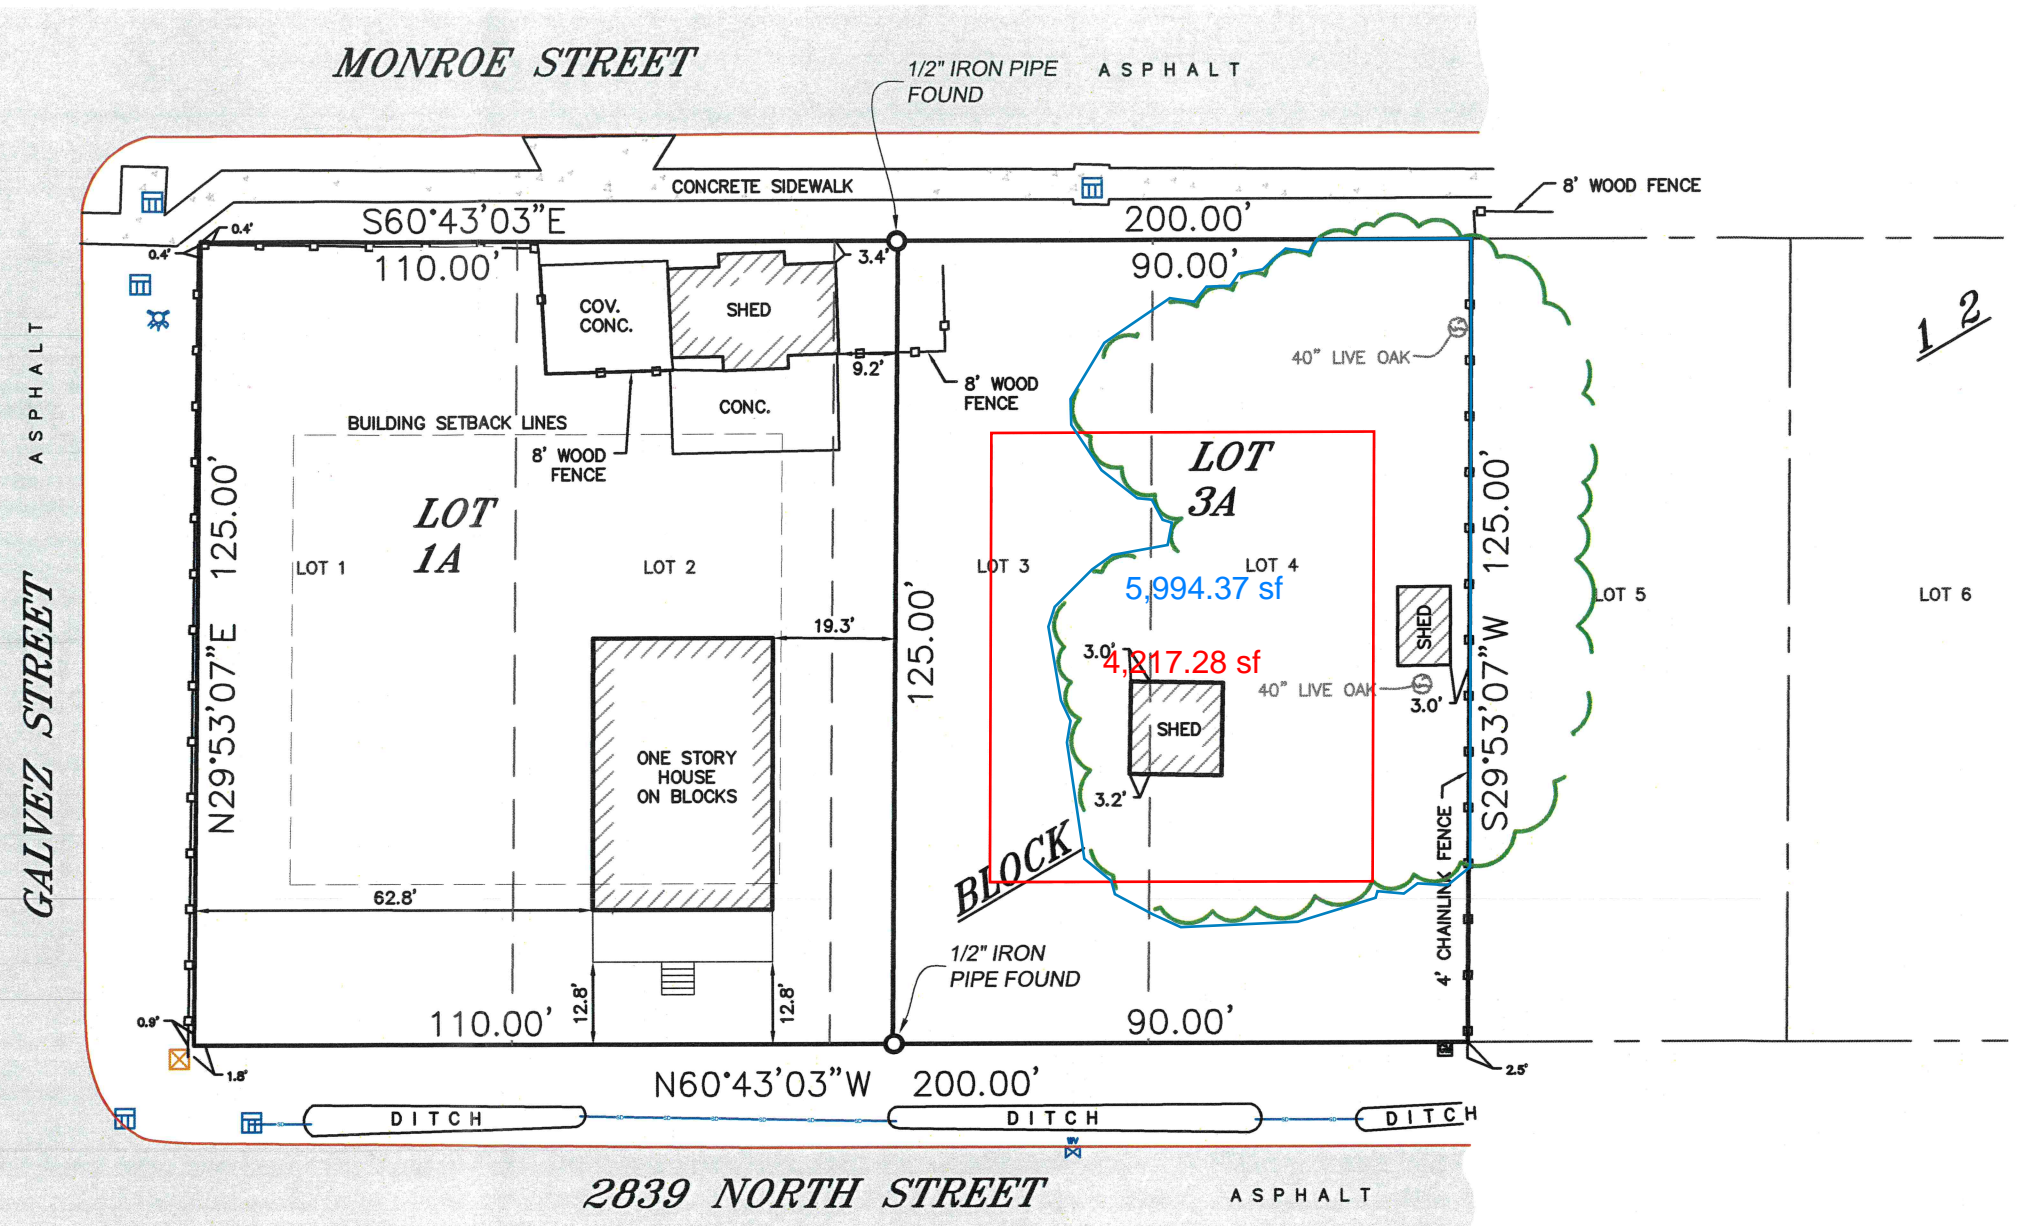 MONROE STREET
1/2" IRON PIPE
FOUND
ASPHALT
CONCRETE SIDEWALK
8' WOOD FENCE
S60°43'03"E
200.00'
0.4'
0.4'
110.00'
3.4'
90.00'
COV.
CONC.
SHED
1 2
40" LIVE OAK
9.2'
8' WOOD
FENCE
CONC.
BUILDING SETBACK LINES
8' WOOD
FENCE
ASPHALT
LOT
3A
LOT
1A
125.00'
125.00'
LOT 1
LOT 2
LOT 3
LOT 4
LOT 5
LOT 6
5,994.37 sf
19.3'
125.00'
SHED
3.0'
4,217.28 sf
40" LIVE OAK
3.0'
N29°53'07"E
S29°53'07"W
GALVEZ STREET
ONE STORY
HOUSE
ON BLOCKS
SHED
3.2'
BLOCK
4' CHAINLINK FENCE
62.8'
1/2" IRON
PIPE FOUND
12.8'
12.8'
110.00'
90.00'
0.9'
1.8'
2.5'
N60°43'03"W 200.00'
DITCH
SD
SD
SD
SD
SD
DITCH
SD
DITCH
WV
2839 NORTH STREET
ASPHALT